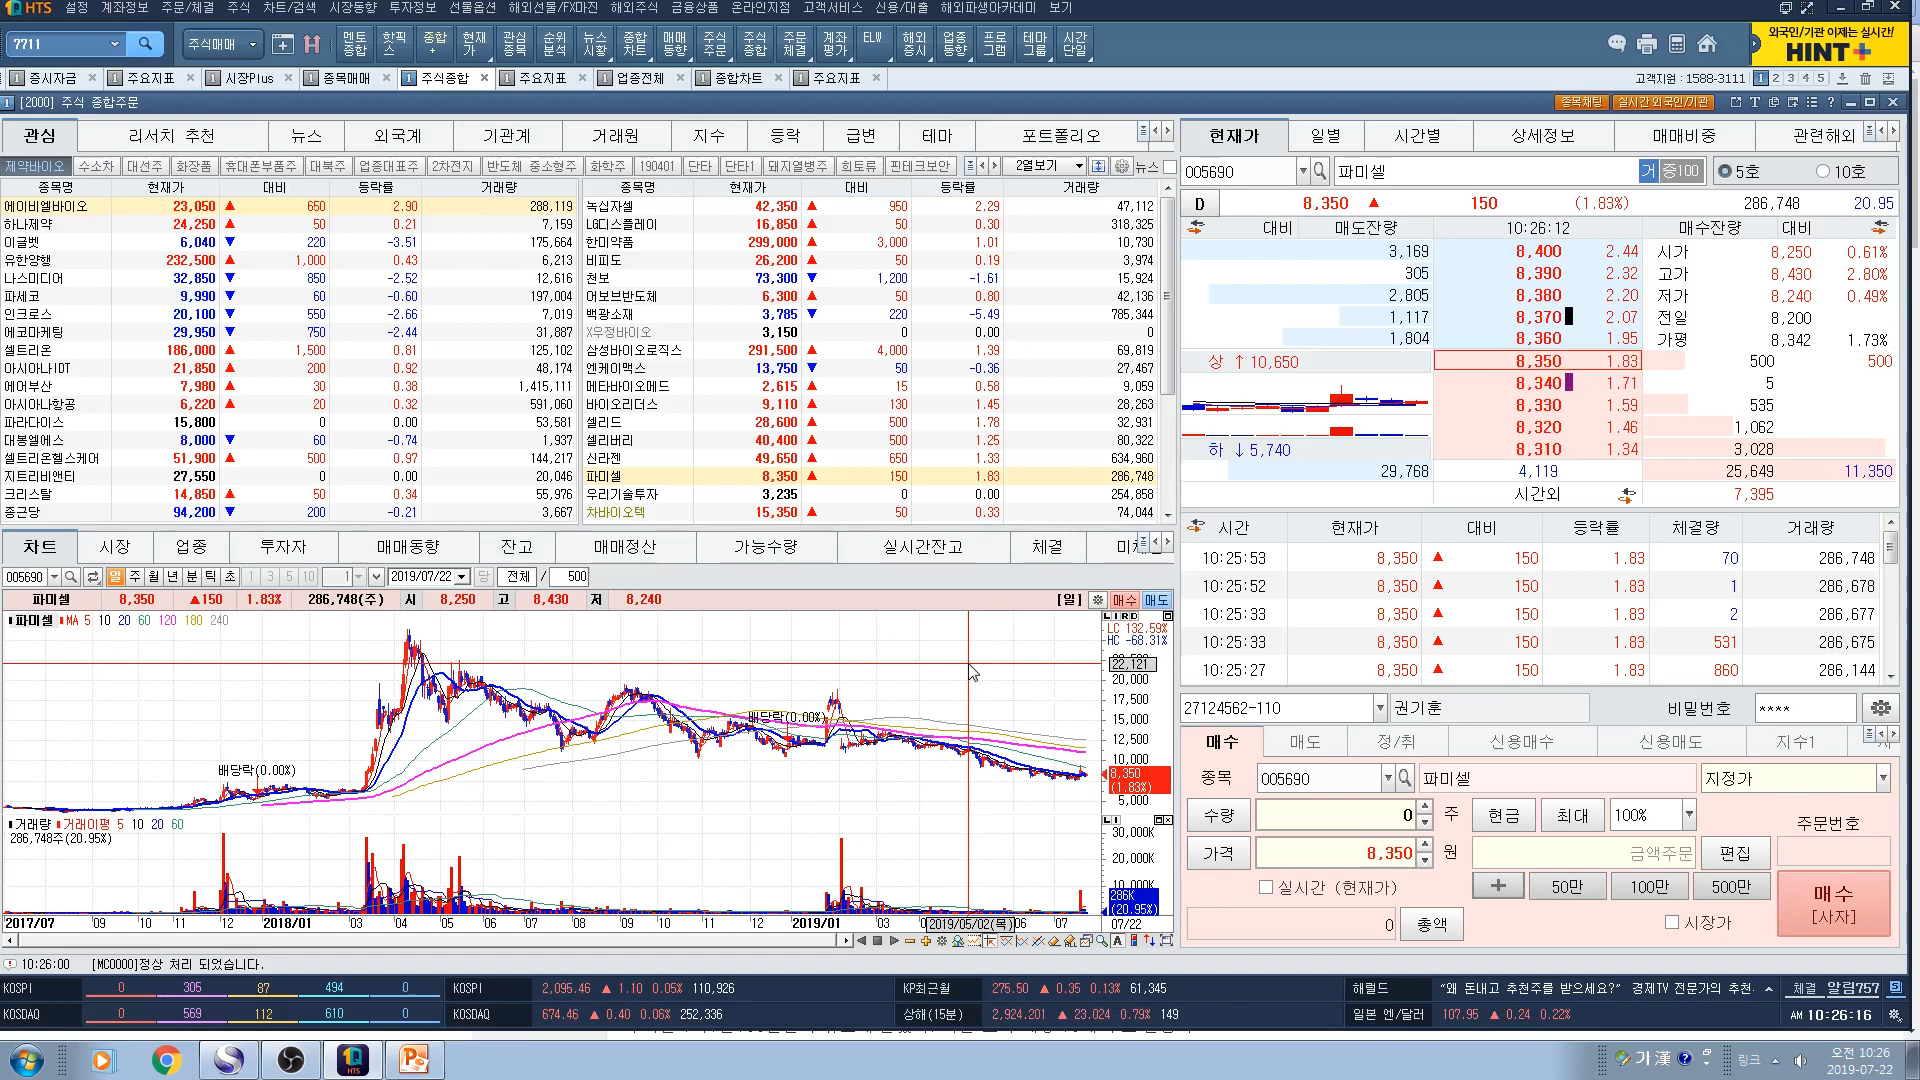 HTS 설정 계좌정보 주문/체결 주식 차트/검색 시장동향 투자정보 선물옵션 해외선물/FX마진 해외주식 금융상품 온라인지점 고객서비스 신용/대출 해외파생아카데미 보기
7711 주식매매 멘토종합 핫픽스 종합+ 현재가 관심종목 순위분석 뉴스시황 종합차트 매매동향 주식주문 주식종합 주문체결 계좌평가 ELW 해외증시 업종동향 프로그램 테마그룹 시간단일
외국인/기관 이제는 실시간! HINT+
1 증시자금 1 주요지표 1 시장Plus 1 종목매매 1 주식종합 1 주요지표 1 업종전체 1 종합차트 1 주요지표 고객지원 : 1588-3111 1 2 3 4 5
1 [2000] 주식 종합주문 종목채팅 실시간 외국인/기관
관심 리서치 추천 뉴스 외국계 기관계 거래원 지수 등락 급변 테마 포트폴리오
제약바이오 수소차 대선주 화장품 휴대폰부품주 대북주 업종대표주 2차전지 반도체 중소형주 화학주 190401 단타 단타1 돼지열병주 희토류 핀테크보안 2열보기 뉴스
종목명 현재가 대비 등락률 거래량 종목명 현재가 대비 등락률 거래량
에이비엘바이오 23,050 ▲ 650 2.90 288,119 녹십자셀 42,350 ▲ 950 2.29 47,112
하나제약 24,250 ▲ 50 0.21 7,159 LG디스플레이 16,850 ▲ 50 0.30 318,325
이글벳 6,040 ▼ 220 -3.51 175,664 한미약품 299,000 ▲ 3,000 1.01 10,730
유한양행 232,500 ▲ 1,000 0.43 6,213 비피도 26,200 ▲ 50 0.19 3,974
나스미디어 32,850 ▼ 850 -2.52 12,616 천보 73,300 ▼ 1,200 -1.61 15,924
파세코 9,990 ▼ 60 -0.60 197,004 어보브반도체 6,300 ▲ 50 0.80 42,136
인크로스 20,100 ▼ 550 -2.66 7,019 백광소재 3,785 ▼ 220 -5.49 785,344
에코마케팅 29,950 ▼ 750 -2.44 31,887 X우정바이오 3,150 0 0.00 0
셀트리온 186,000 ▲ 1,500 0.81 125,102 삼성바이오로직스 291,500 ▲ 4,000 1.39 69,819
아시아나IDT 21,850 ▲ 200 0.92 48,174 엔케이맥스 13,750 ▼ 50 -0.36 27,467
에어부산 7,980 ▲ 30 0.38 1,415,111 메타바이오메드 2,615 ▲ 15 0.58 9,059
아시아나항공 6,220 ▲ 20 0.32 591,060 바이오리더스 9,110 ▲ 130 1.45 28,263
파라다이스 15,800 0 0.00 53,581 셀리드 28,600 ▲ 500 1.78 32,931
대봉엘에스 8,000 ▼ 60 -0.74 1,937 셀리버리 40,400 ▲ 500 1.25 80,322
셀트리온헬스케어 51,900 ▲ 500 0.97 144,217 신라젠 49,650 ▲ 650 1.33 634,960
지트리비앤티 27,550 0 0.00 20,046 파미셀 8,350 ▲ 150 1.83 286,748
크리스탈 14,850 ▲ 50 0.34 55,976 우리기술투자 3,235 0 0.00 254,858
종근당 94,200 ▼ 200 -0.21 3,667 차바이오텍 15,350 ▲ 50 0.33 74,044
차트 시장 업종 투자자 매매동향 잔고 매매정산 가능수량 실시간잔고 체결
005690 일 주 월 년 분 틱 초 1 3 5 10 1 2019/07/22 당 전체 / 500
파미셀 8,350 ▲150 1.83% 286,748(주) 시 8,250 고 8,430 저 8,240 [일] 매수 매도
파미셀 MA 5 10 20 60 120 180 240
L I R D
LC 132.59%
HC -68.31%
22,121
20,000
17,500
15,000
12,500
10,000
8,350
(1.83%)
5,000
배당락(0.00%)
배당락(0.00%)
거래량 거래이평 5 10 20 60
286,748주(20.95%)
L I
30,000K
20,000K
10,000K
286K
(20.95%)
2017/07 09 10 11 12 2018/01 03 04 05 06 07 08 09 10 11 12 2019/01 03 2019/05/02(목) 06 07 07/22
10:26:00 [MC0000]정상 처리 되었습니다.
현재가 일별 시간별 상세정보 매매비중 관련해외
005690 파미셀 거 증100 5호 10호
D 8,350 ▲ 150 (1.83%) 286,748 20.95
대비 매도잔량 10:26:12 매수잔량 대비
3,169 8,400 2.44 시가 8,250 0.61%
305 8,390 2.32 고가 8,430 2.80%
2,805 8,380 2.20 저가 8,240 0.49%
1,117 8,370 2.07 전일 8,200
1,804 8,360 1.95 가평 8,342 1.73%
상 ↑ 10,650 8,350 1.83 500 500
8,340 1.71 5
8,330 1.59 535
8,320 1.46 1,062
하 ↓ 5,740 8,310 1.34 3,028
29,768 4,119 25,649 11,350
시간외 7,395
시간 현재가 대비 등락률 체결량 거래량
10:25:53 8,350 ▲ 150 1.83 70 286,748
10:25:52 8,350 ▲ 150 1.83 1 286,678
10:25:33 8,350 ▲ 150 1.83 2 286,677
10:25:33 8,350 ▲ 150 1.83 531 286,675
10:25:27 8,350 ▲ 150 1.83 860 286,144
27124562-110 권기훈 비밀번호 ****
매수 매도 정/취 신용매수 신용매도 지수1
종목 005690 파미셀 지정가
수량 0 주 현금 최대 100% 주문번호
가격 8,350 원 금액주문 편집
실시간 (현재가) + 50만 100만 500만 매수 [사자]
0 총액 시장가
KOSPI 0 305 87 494 0 KOSPI 2,095.46 ▲ 1.10 0.05% 110,926 KP최근월 275.50 ▲ 0.35 0.13% 61,345 해럴드 "왜 돈내고 추천주를 받으세요?" 경제TV 전문가의 추천 체결 알림757
KOSDAQ 0 569 112 610 0 KOSDAQ 674.46 ▲ 0.40 0.06% 252,336 상해(15분) 2,924.201 ▲ 23.024 0.79% 149 일본 엔/달러 107.95 ▲ 0.24 0.22% AM 10:26:16
가 漢 링크 오전 10:26
2019-07-22